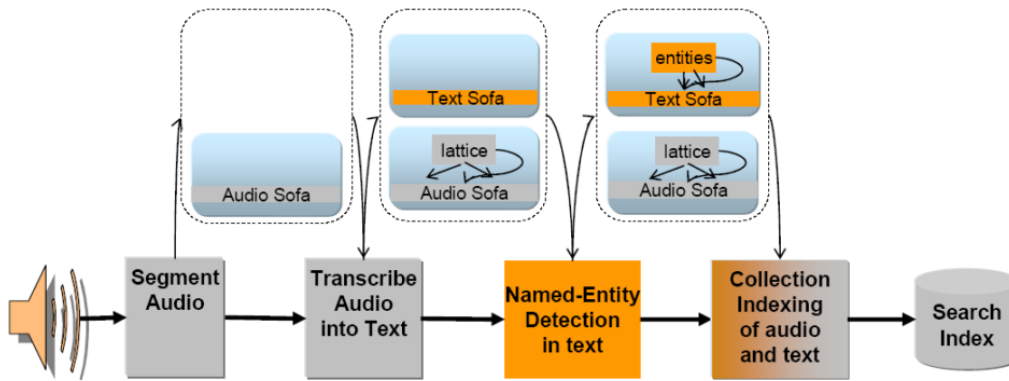 Audio Sofa
Text Sofa
lattice
Audio Sofa
entities
Text Sofa
lattice
Audio Sofa
Segment
Audio
Transcribe
Audio
into Text
Named-Entity
Detection
in text
Collection
Indexing
of audio
and text
Search
Index